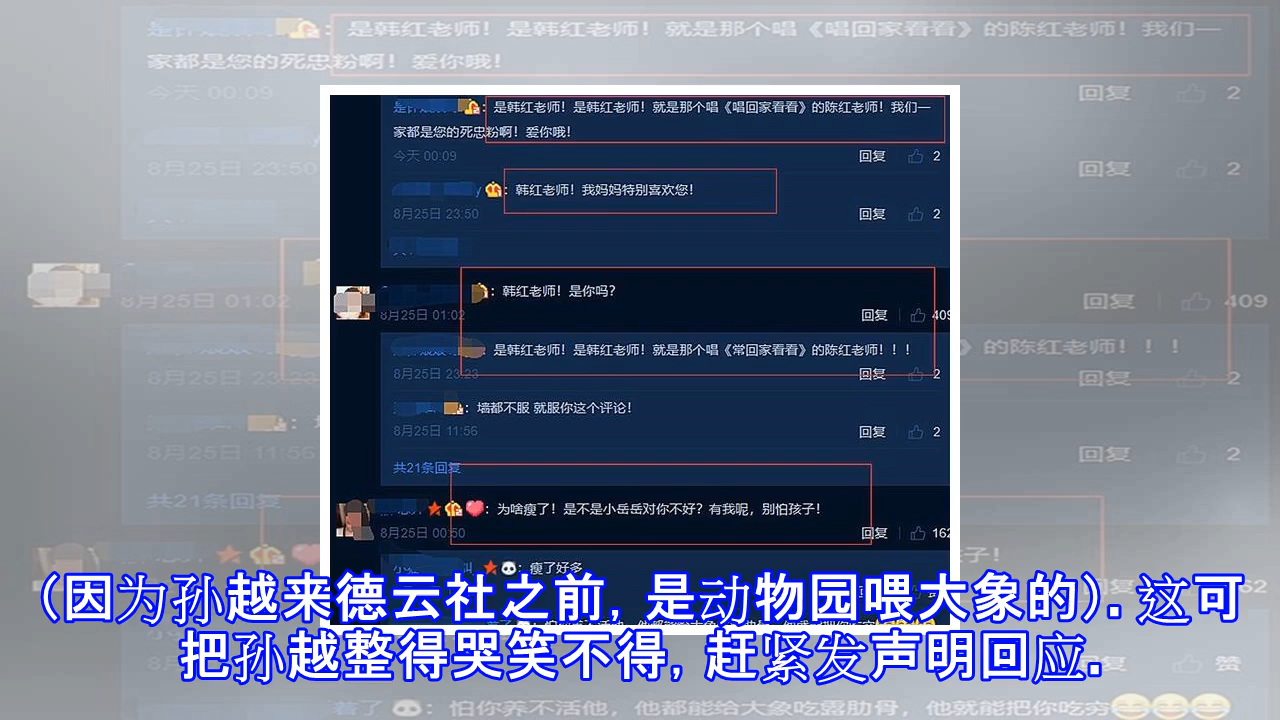 ：是韩红老师！是韩红老师！就是那个唱《唱回家看看》的陈红老师！我们一
家都是您的死忠粉啊！爱你哦！
今天 00:09 回复 2
：韩红老师！我妈妈特别喜欢您！
8月25日 23:50 回复 2
：韩红老师！是你吗？
8月25日 01:02 回复 409
：是韩红老师！是韩红老师！就是那个唱《常回家看看》的陈红老师！！！
8月25日 23:23 回复 2
：墙都不服 就服你这个评论！
8月25日 11:56 回复 2
共21条回复
：为啥瘦了！是不是小岳岳对你不好？有我呢，别怕孩子！
8月25日 00:50 回复 162
：瘦了好多
(因为孙越来德云社之前,是动物园喂大象的).这可
把孙越整得哭笑不得,赶紧发声明回应.
：怕你养不活他，他都能给大象吃露肋骨，他就能把你吃穷